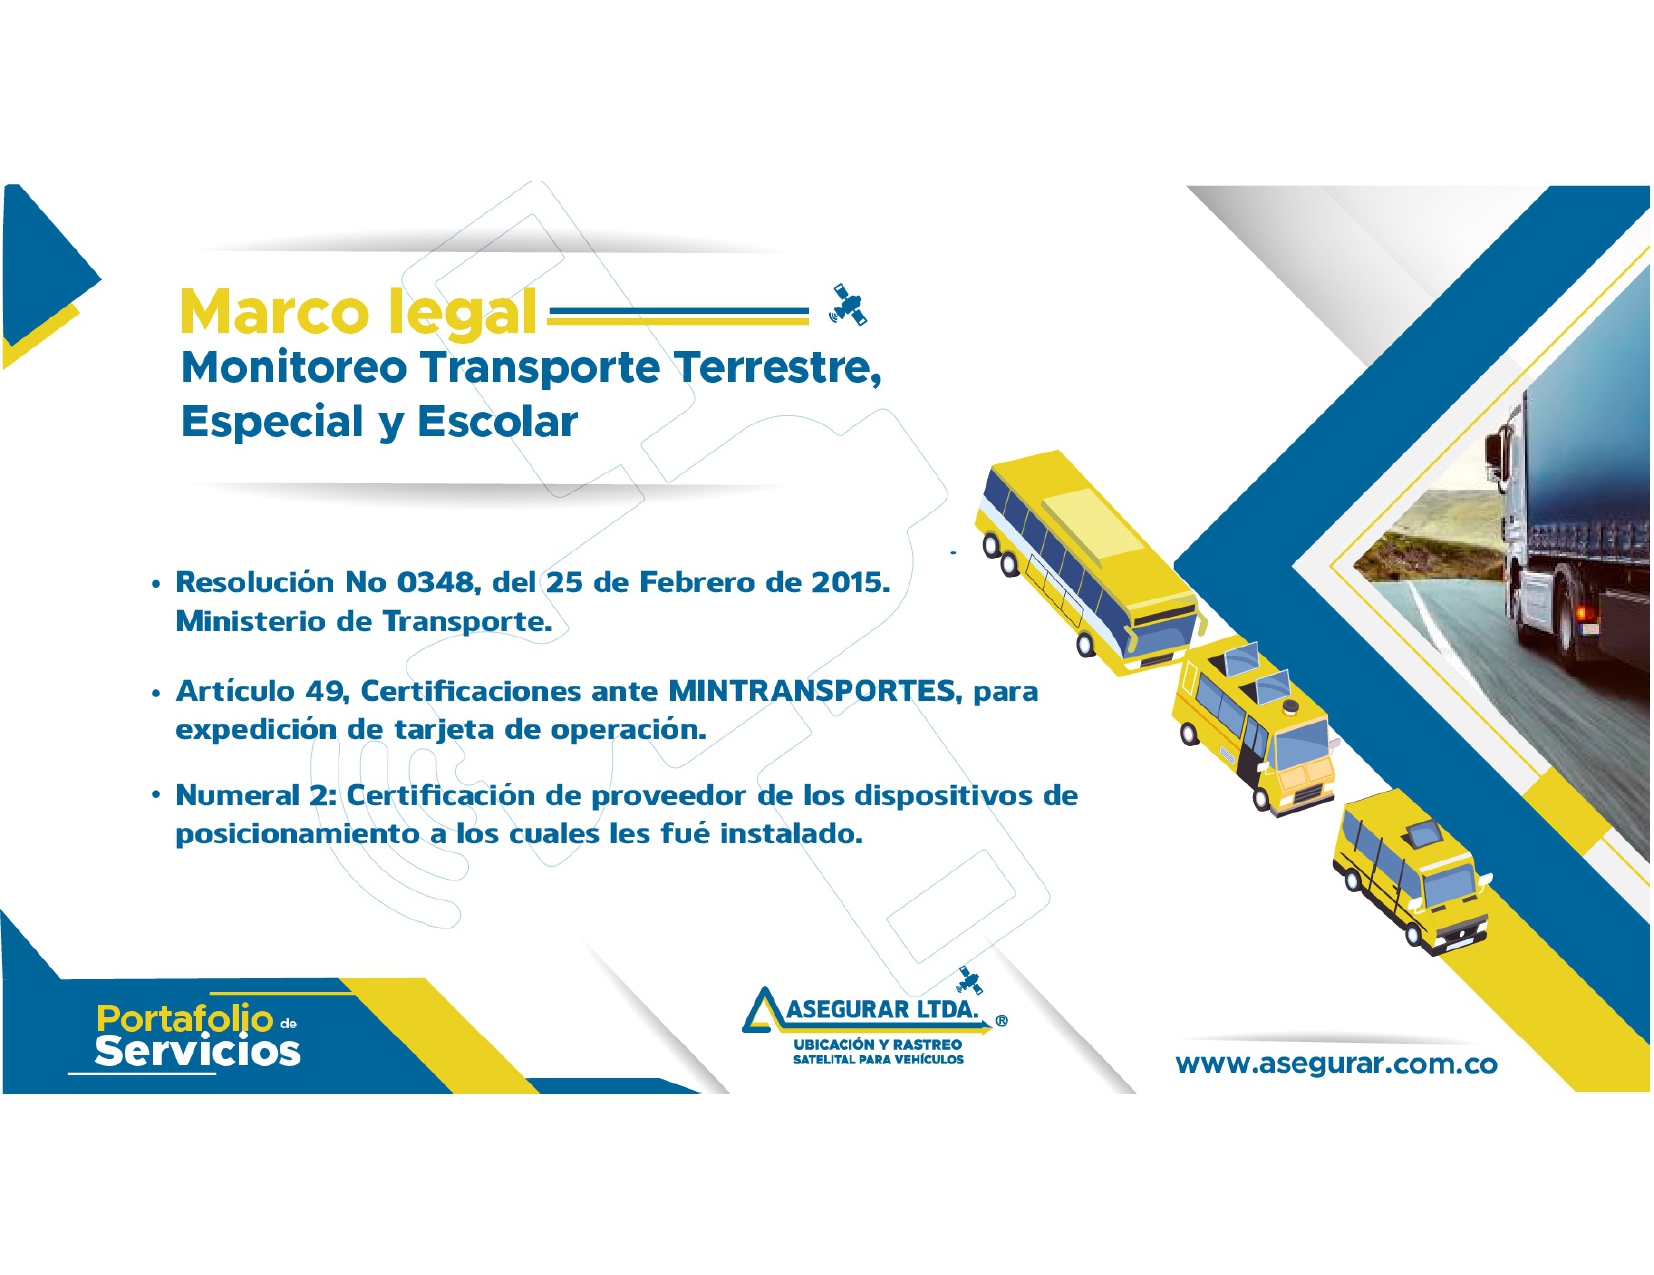 Marco legal
Monitoreo Transporte Terrestre,
Especial y Escolar
• Resolución No 0348, del 25 de Febrero de 2015.
Ministerio de Transporte.
• Artículo 49, Certificaciones ante MINTRANSPORTES, para
expedición de tarjeta de operación.
• Numeral 2: Certificación de proveedor de los dispositivos de
posicionamiento a los cuales les fué instalado.
Portafolio de
Servicios
ASEGURAR LTDA. ®
UBICACIÓN Y RASTREO
SATELITAL PARA VEHÍCULOS
www.asegurar.com.co